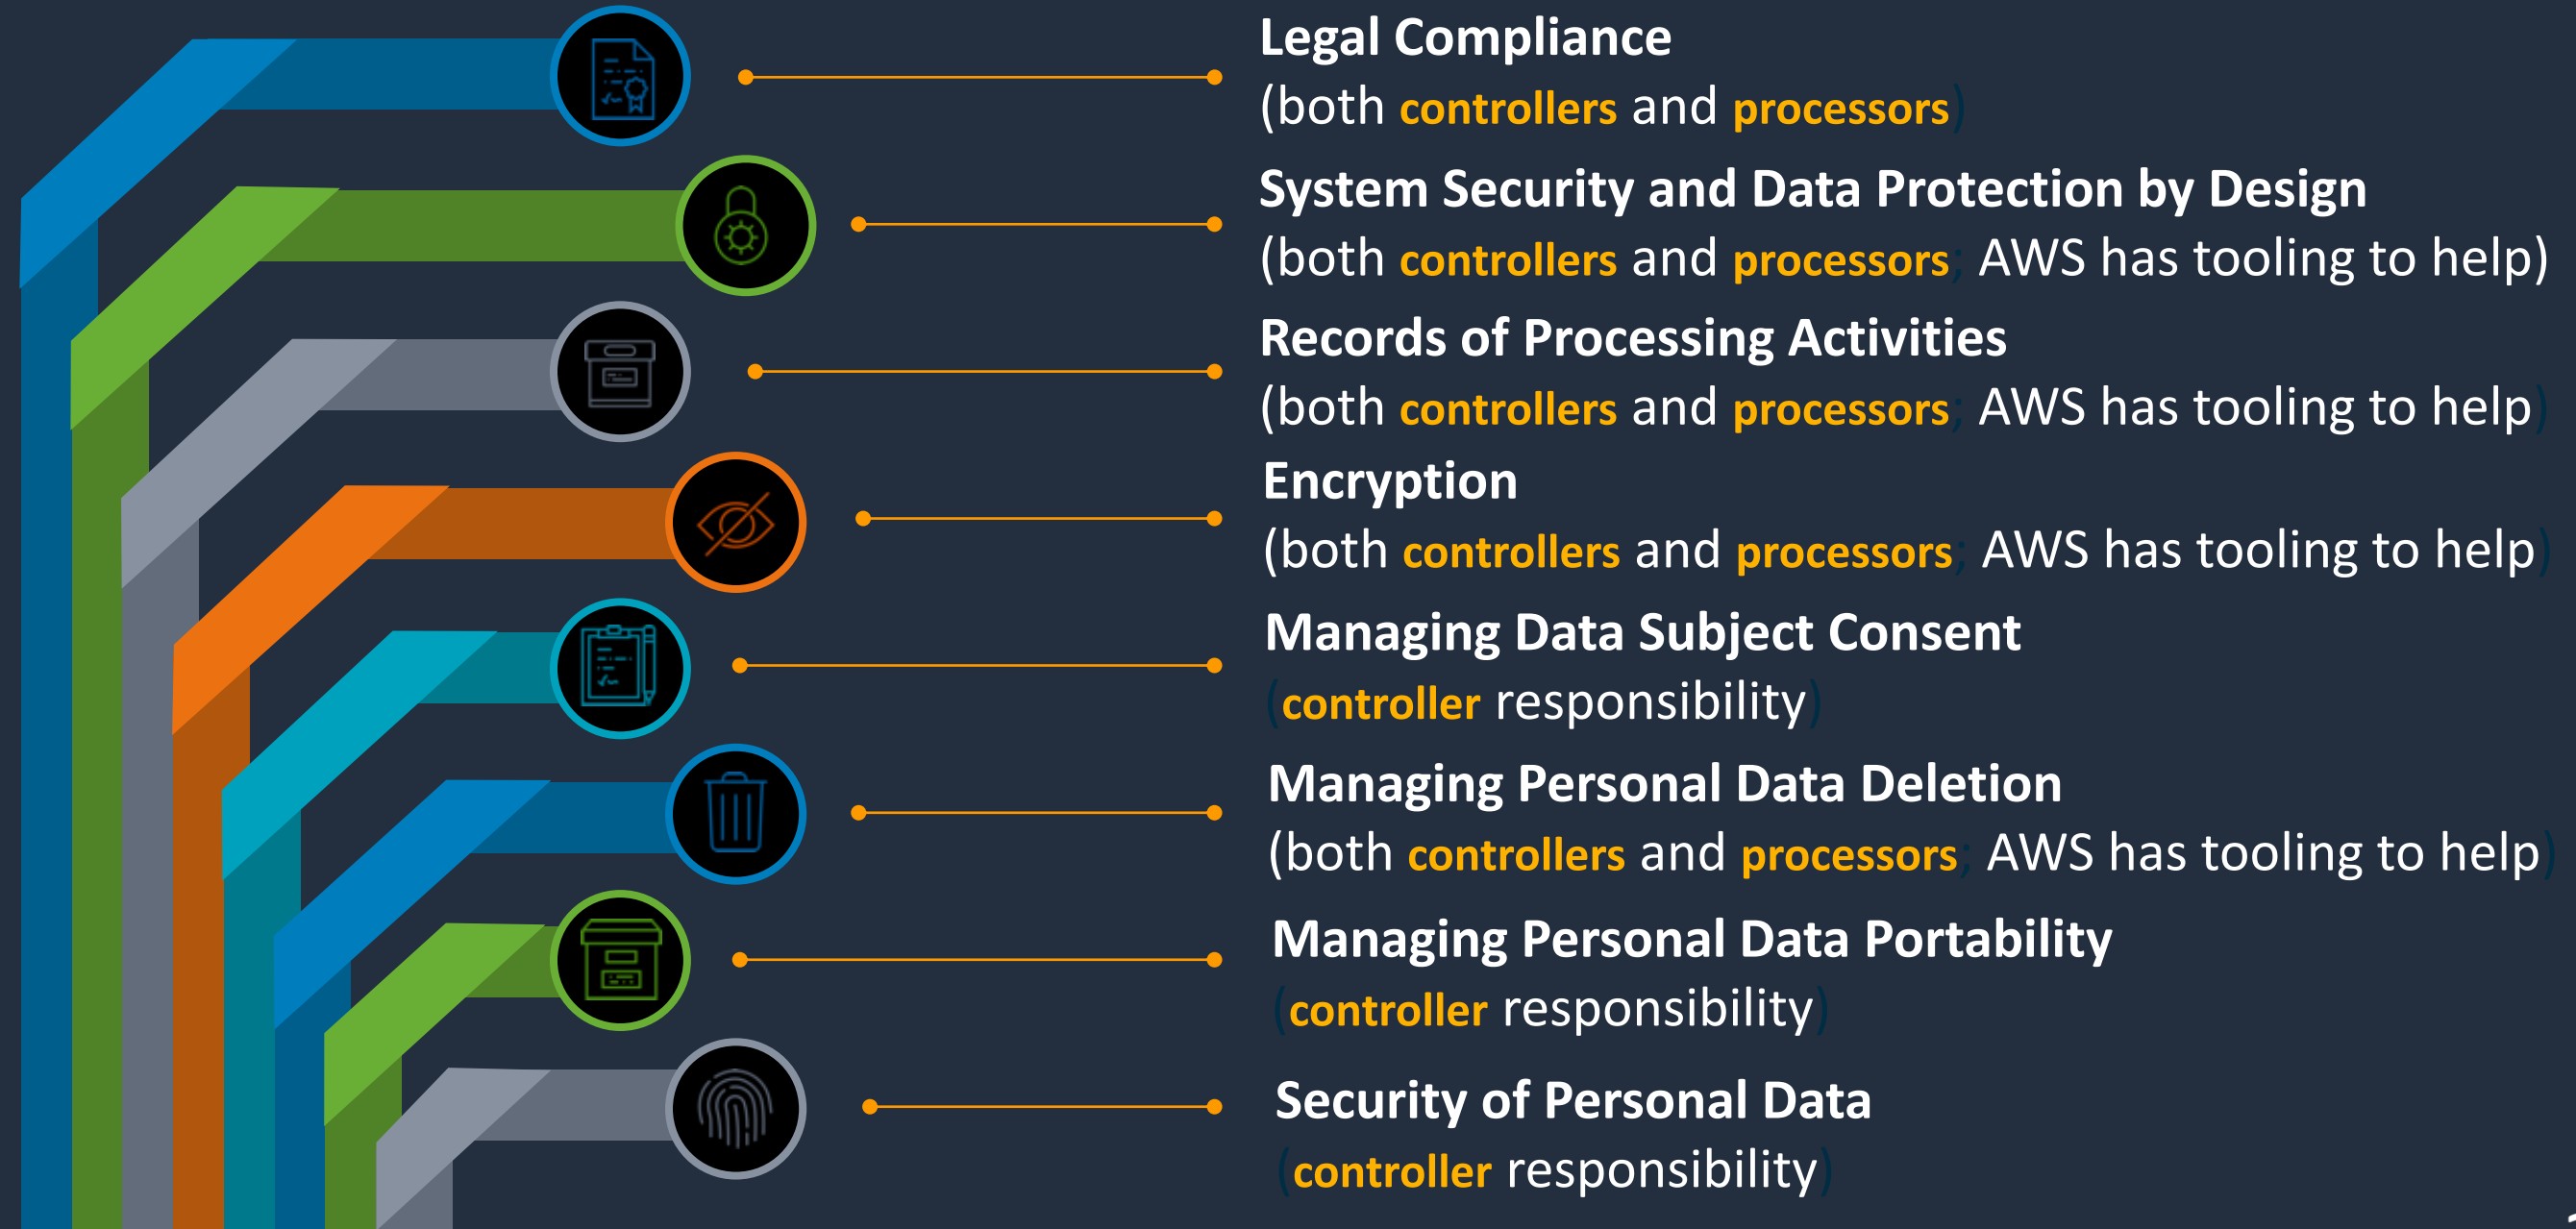 Legal Compliance
(both controllers and processors)
System Security and Data Protection by Design
(both controllers and processors; AWS has tooling to help)
Records of Processing Activities
(both controllers and processors; AWS has tooling to help)
Encryption
(both controllers and processors; AWS has tooling to help)
Managing Data Subject Consent
(controller responsibility)
Managing Personal Data Deletion
(both controllers and processors; AWS has tooling to help)
Managing Personal Data Portability
(controller responsibility)
Security of Personal Data
(controller responsibility)